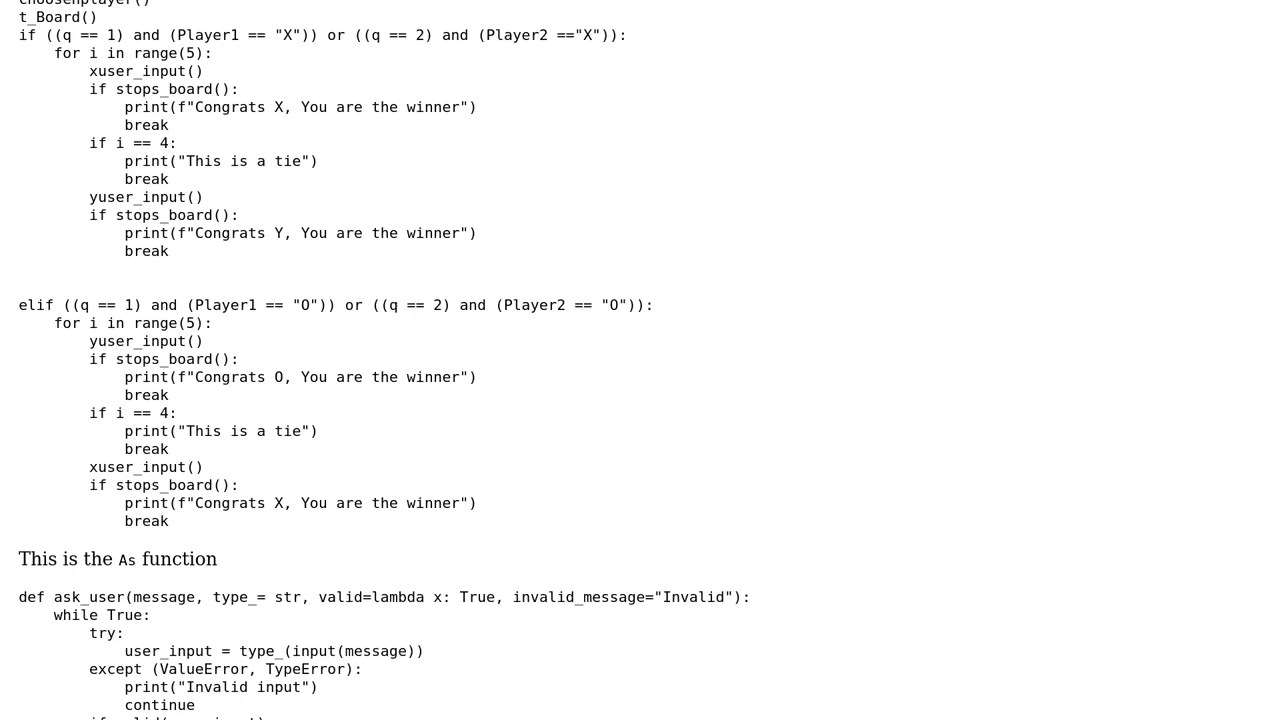 choosenplayer()
t_Board()
if ((q == 1) and (Player1 == "X")) or ((q == 2) and (Player2 =="X")):
    for i in range(5):
        xuser_input()
        if stops_board():
            print(f"Congrats X, You are the winner")
            break
        if i == 4:
            print("This is a tie")
            break
        yuser_input()
        if stops_board():
            print(f"Congrats Y, You are the winner")
            break
elif ((q == 1) and (Player1 == "O")) or ((q == 2) and (Player2 == "O")):
    for i in range(5):
        yuser_input()
        if stops_board():
            print(f"Congrats O, You are the winner")
            break
        if i == 4:
            print("This is a tie")
            break
        xuser_input()
        if stops_board():
            print(f"Congrats X, You are the winner")
            break
This is the As function
def ask_user(message, type_= str, valid=lambda x: True, invalid_message="Invalid"):
    while True:
        try:
            user_input = type_(input(message))
        except (ValueError, TypeError):
            print("Invalid input")
            continue